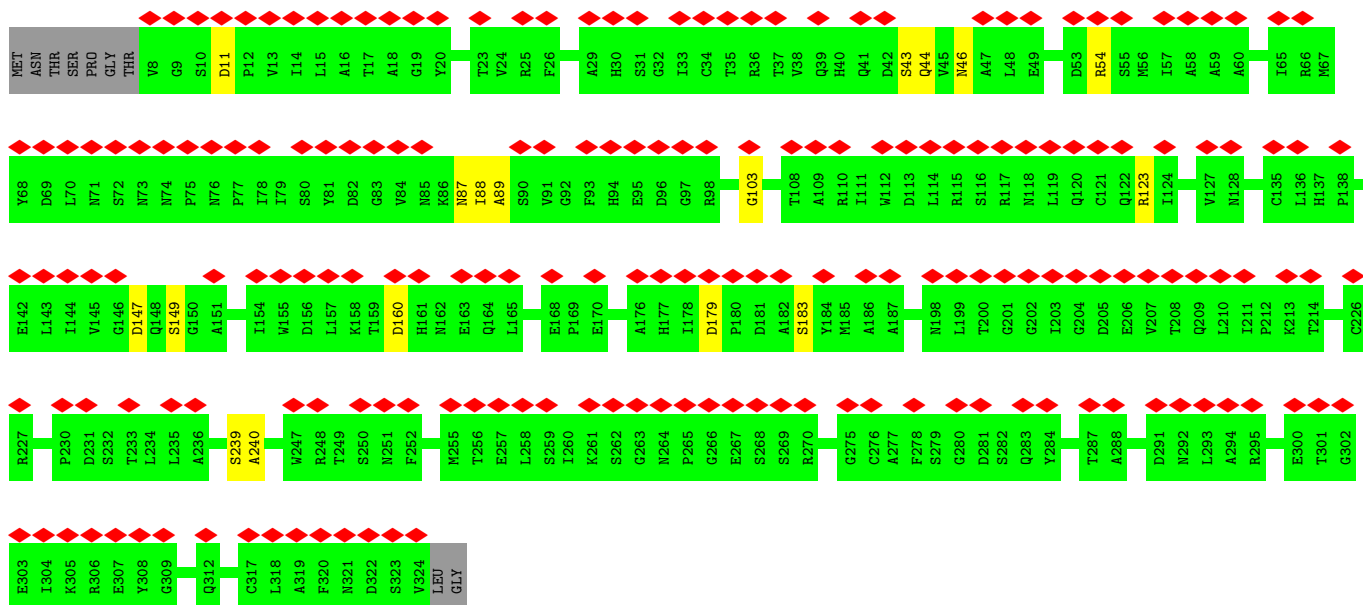 MET ASN THR SER PRO GLY THR V8 G9 S10 D11 P12 V13 I14 L15 A16 T17 A18 G19 Y20 T23 V24 R25 F26 A29 H30 S31 G32 I33 C34 T35 R36 T37 V38 Q39 H40 Q41 D42 S43 Q44 V45 N46 A47 L48 E49 D53 R54 S55 M56 I57 A58 A59 A60 I65 R66 M67
Y68 D69 L70 N71 S72 N73 N74 P75 N76 P77 I78 I79 S80 Y81 D82 G83 V84 N85 K86 N87 I88 A89 S90 V91 G92 F93 H94 E95 D96 G97 R98 G103 T108 A109 R110 I111 W112 D113 L114 R115 S116 R117 N118 L119 Q120 C121 Q122 R123 I124 V127 N128 C135 L136 H137 P138
E142 L143 I144 V145 G146 D147 Q148 S149 G150 A151 I154 W155 D156 L157 K158 T159 D160 H161 N162 E163 Q164 L165 E168 P169 E170 A176 H177 I178 D179 P180 D181 A182 S183 Y184 M185 A186 A187 N198 L199 T200 G201 G202 I203 G204 D205 E206 V207 T208 Q209 L210 I211 P212 K213 T214 C226
R227 P230 D231 S232 T233 L234 L235 A236 S239 A240 W247 R248 T249 S250 N251 F252 M255 T256 E257 L258 S259 I260 K261 S262 G263 N264 P265 G266 E267 S268 S269 R270 G275 C276 A277 F278 S279 G280 D281 S282 Q283 Y284 T287 A288 D291 N292 L293 A294 R295 E300 T301 G302
E303 I304 K305 R306 E307 Y308 G309 Q312 C317 L318 A319 F320 N321 D322 S323 V324 LEU GLY